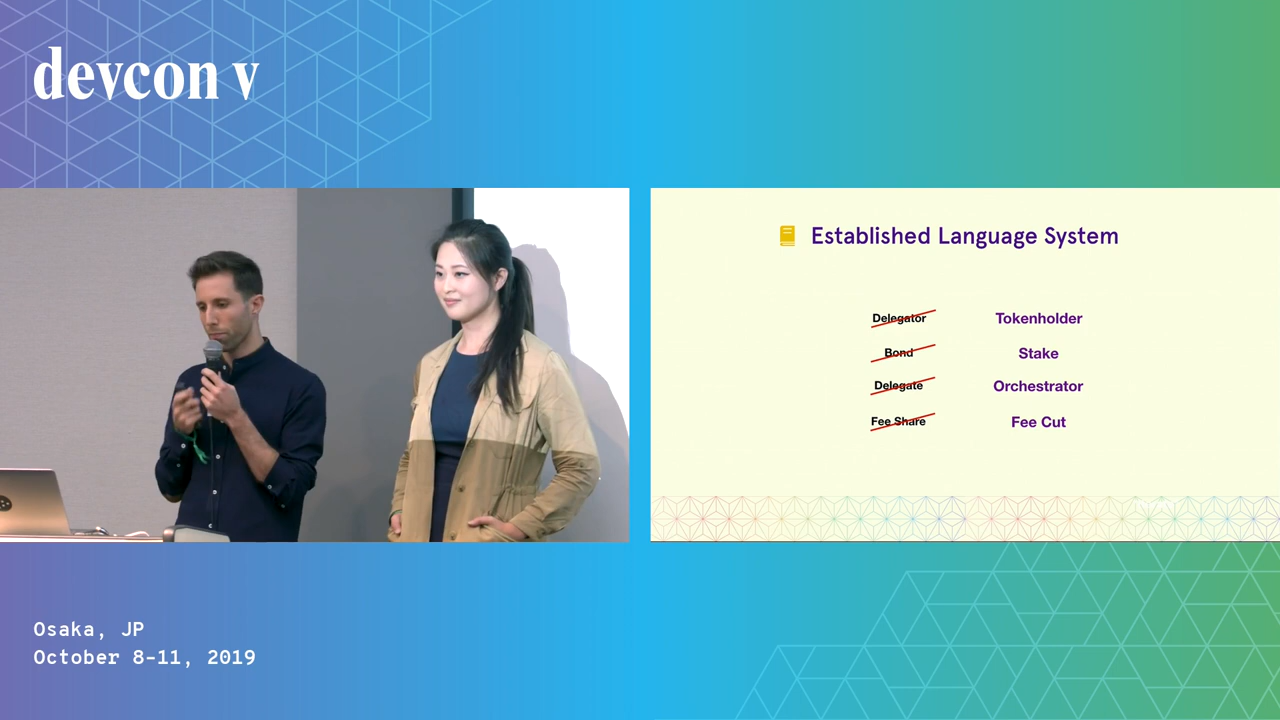 devcon v
Established Language System
Delegator Tokenholder
Bond Stake
Delegate Orchestrator
Fee Share Fee Cut
Osaka, JP
October 8-11, 2019